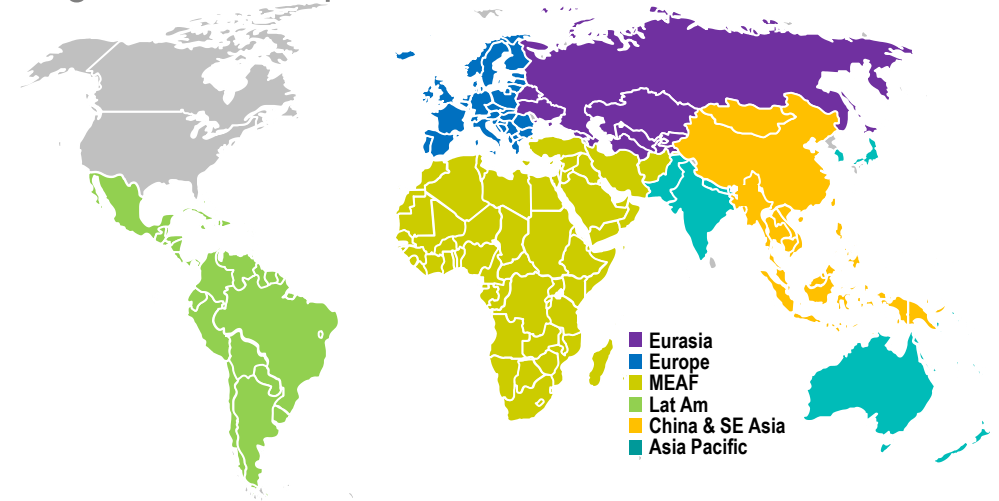 Eurasia
Europe
MEAF
Lat Am
China & SE Asia
Asia Pacific